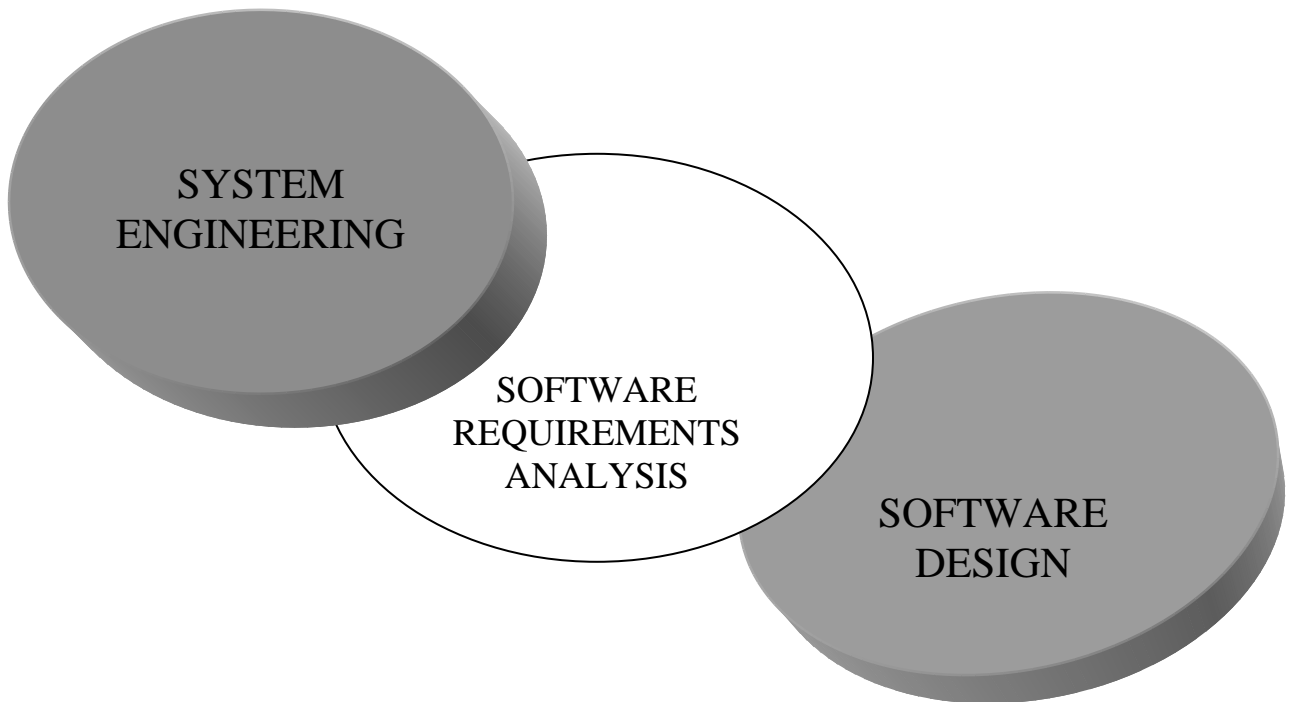 SYSTEM
ENGINEERING
SOFTWARE
REQUIREMENTS
ANALYSIS
SOFTWARE
DESIGN